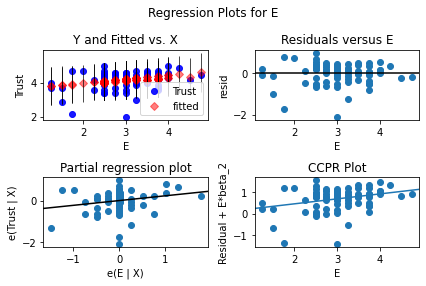 Regression Plots for E
Y and Fitted vs. X
Trust
4
2
2
3
4
E
Trust
fitted
Residuals versus E
resid
0
−2
2
3
4
E
Partial regression plot
e(Trust | X)
0
−2
−1
0
1
e(E | X)
CCPR Plot
Residual + E*beta_2
1
0
−1
2
3
4
E